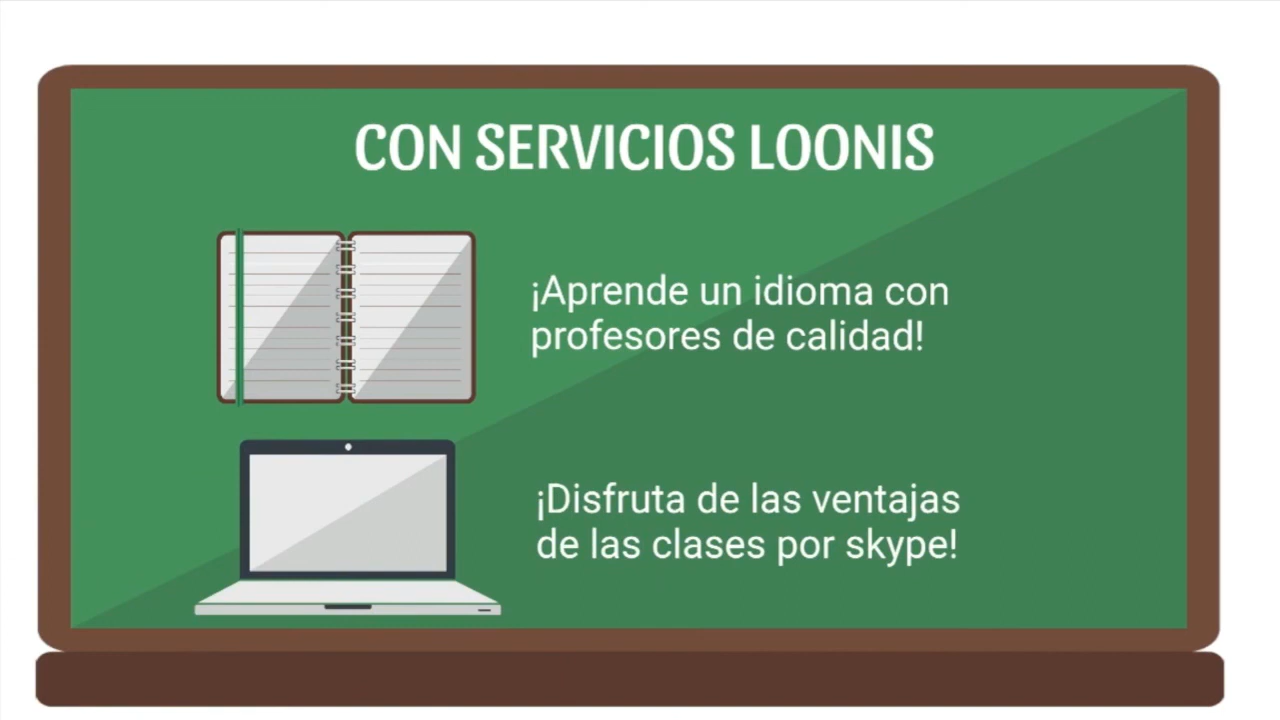 CON SERVICIOS LOONIS
¡Aprende un idioma con
profesores de calidad!
¡Disfruta de las ventajas
de las clases por skype!